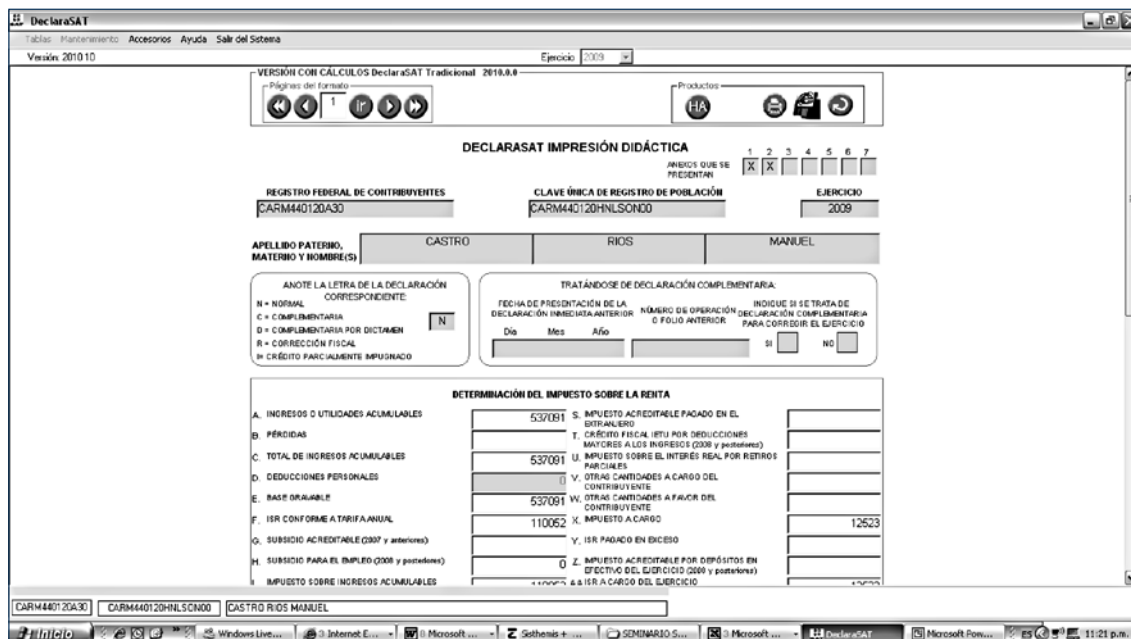 DeclaraSAT
Tablas Mantenimiento Accesorios Ayuda Salir del Sistema
Versión: 2010 10 Ejercicio 2009
VERSIÓN CON CÁLCULOS DeclaraSAT Tradicional 2010.0.0
Páginas del formato
1 Ir
Productos
HA
DECLARASAT IMPRESIÓN DIDÁCTICA
1 2 3 4 5 6 7
ANEXOS QUE SE PRESENTAN X X
REGISTRO FEDERAL DE CONTRIBUYENTES CLAVE ÚNICA DE REGISTRO DE POBLACIÓN EJERCICIO
CARM440120A30 CARM440120HNLSON00 2009
APELLIDO PATERNO, MATERNO Y NOMBRE(S) CASTRO RIOS MANUEL
ANOTE LA LETRA DE LA DECLARACIÓN CORRESPONDIENTE:
N = NORMAL
C = COMPLEMENTARIA
D = COMPLEMENTARIA POR DICTAMEN
R = CORRECCIÓN FISCAL
I= CRÉDITO PARCIALMENTE IMPUGNADO
N
TRATÁNDOSE DE DECLARACIÓN COMPLEMENTARIA:
FECHA DE PRESENTACIÓN DE LA DECLARACIÓN INMEDIATA ANTERIOR
Día Mes Año
NÚMERO DE OPERACIÓN O FOLIO ANTERIOR
INDIQUE SI SE TRATA DE DECLARACIÓN COMPLEMENTARIA PARA CORREGIR EL EJERCICIO
SI NO
DETERMINACIÓN DEL IMPUESTO SOBRE LA RENTA
A. INGRESOS O UTILIDADES ACUMULABLES 537091
B. PÉRDIDAS
C. TOTAL DE INGRESOS ACUMULABLES 537091
D. DEDUCCIONES PERSONALES 0
E. BASE GRAVABLE 537091
F. ISR CONFORME A TARIFA ANUAL 110052
G. SUBSIDIO ACREDITABLE (2007 y anteriores)
H. SUBSIDIO PARA EL EMPLEO (2008 y posteriores) 0
I. IMPUESTO SOBRE INGRESOS ACUMULABLES 110052
S. IMPUESTO ACREDITABLE PAGADO EN EL EXTRANJERO
T. CRÉDITO FISCAL IETU POR DEDUCCIONES MAYORES A LOS INGRESOS (2008 y posteriores)
U. IMPUESTO SOBRE EL INTERÉS REAL POR RETIROS PARCIALES
V. OTRAS CANTIDADES A CARGO DEL CONTRIBUYENTE
W. OTRAS CANTIDADES A FAVOR DEL CONTRIBUYENTE
X. IMPUESTO A CARGO 12523
Y. ISR PAGADO EN EXCESO
Z. IMPUESTO ACREDITABLE POR DEPÓSITOS EN EFECTIVO DEL EJERCICIO (2008 y posteriores)
AA ISR A CARGO DEL EJERCICIO 12523
CARM440120A30 CARM440120HNLSON00 CASTRO RIOS MANUEL
Inicio Windows Live... 3 Internet E... 8 Microsoft ... Sisthemis + ... SEMINARIO S... 3 Microsoft ... DeclaraSAT Microsoft Pow... ES 11:21 p.m.